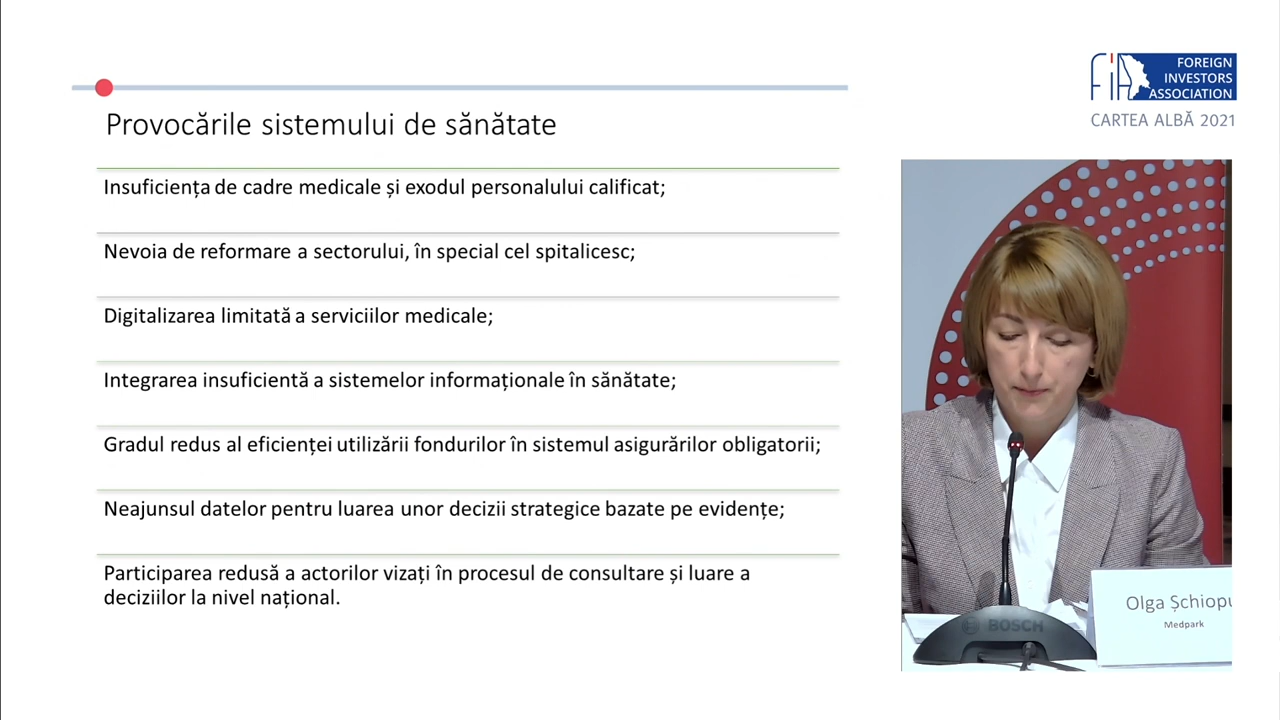 FIA
FOREIGN
INVESTORS
ASSOCIATION
CARTEA ALBĂ 2021
Provocările sistemului de sănătate
Insuficiența de cadre medicale și exodul personalului calificat;
Nevoia de reformare a sectorului, în special cel spitalicesc;
Digitalizarea limitată a serviciilor medicale;
Integrarea insuficientă a sistemelor informaționale în sănătate;
Gradul redus al eficienței utilizării fondurilor în sistemul asigurărilor obligatorii;
Neajunsul datelor pentru luarea unor decizii strategice bazate pe evidențe;
Participarea redusă a actorilor vizați în procesul de consultare și luare a
deciziilor la nivel național.
BOSCH
Olga Șchiopu
Medpark